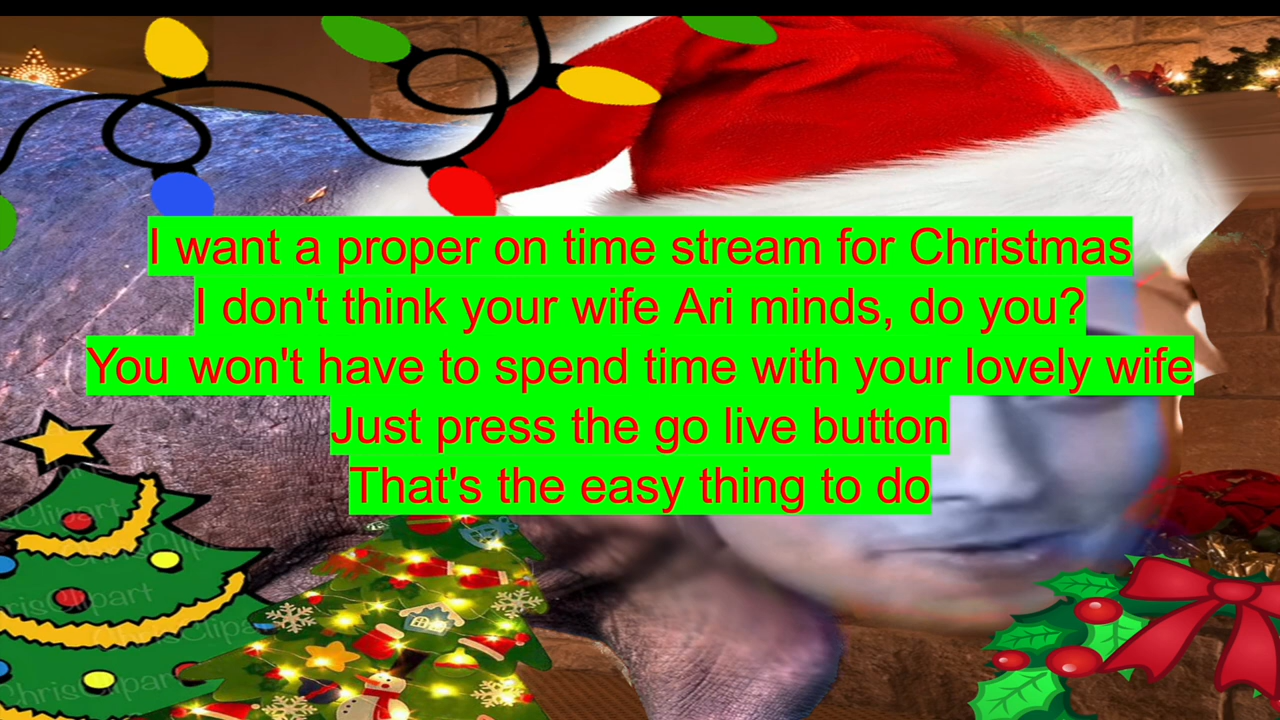 I want a proper on time stream for Christmas
I don't think your wife Ari minds, do you?
You won't have to spend time with your lovely wife
Just press the go live button
That's the easy thing to do
ChrisClipart